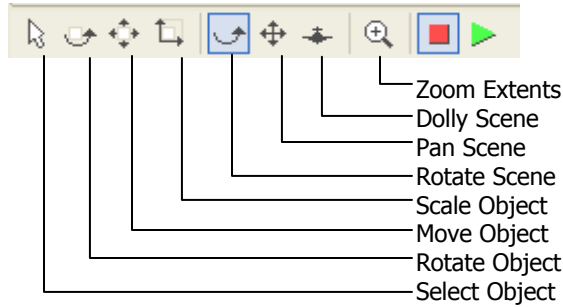 Zoom Extents
Dolly Scene
Pan Scene
Rotate Scene
Scale Object
Move Object
Rotate Object
Select Object